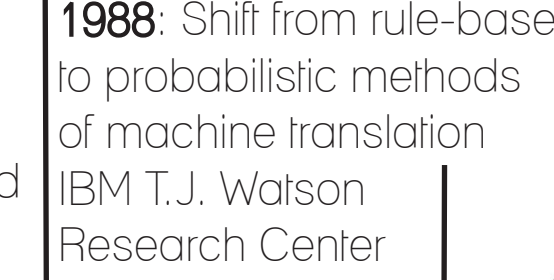 1988: Shift from rule-base
to probabilistic methods
of machine translation
d IBM T.J. Watson
Research Center